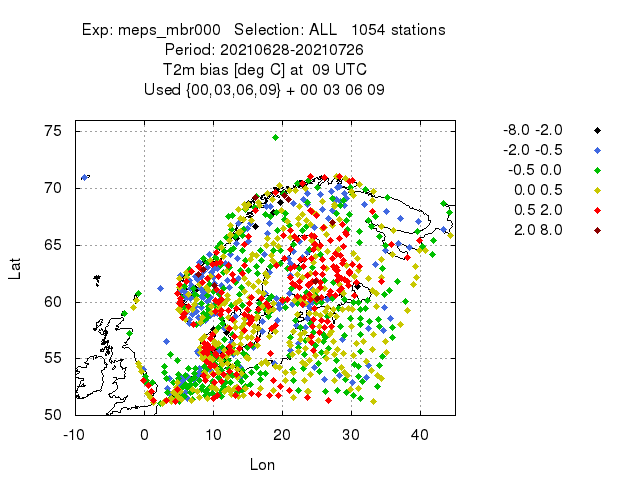 Exp: meps_mbr000 Selection: ALL 1054 stations
Period: 20210628-20210726
T2m bias [deg C] at 09 UTC
Used {00,03,06,09} + 00 03 06 09
75
70
65
60
55
50
Lat
-10 0 10 20 30 40
Lon
-8.0 -2.0
-2.0 -0.5
-0.5 0.0
0.0 0.5
0.5 2.0
2.0 8.0